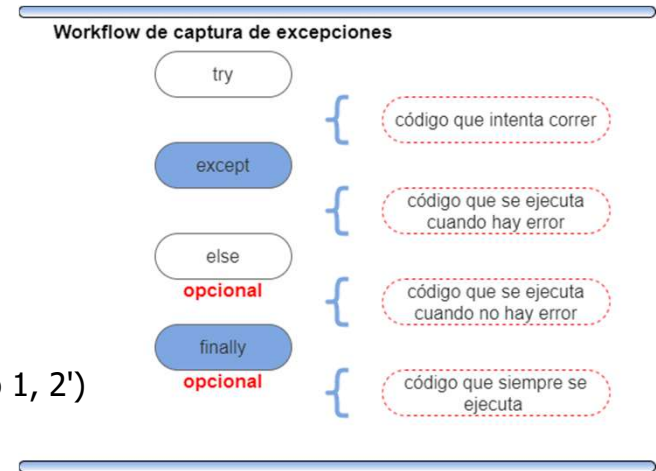 Workflow de captura de excepciones
try
código que intenta correr
except
código que se ejecuta
cuando hay error
else
opcional
código que se ejecuta
cuando no hay error
finally
opcional
1, 2')
código que siempre se
ejecuta